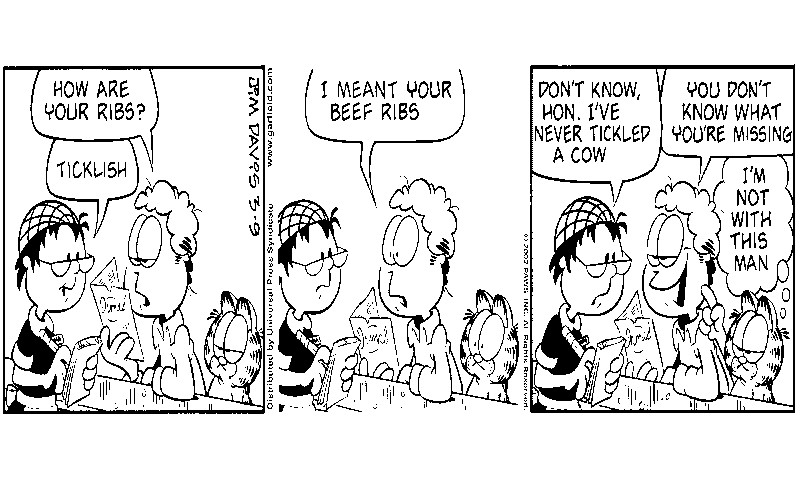 HOW ARE
YOUR RIBS?
TICKLISH
JPM DAVPS 3-9
www.garfield.com
Distributed by Universal Press Syndicate
I MEANT YOUR
BEEF RIBS
DON'T KNOW,
HON. I'VE
NEVER TICKLED
A COW
YOU DON'T
KNOW WHAT
YOU'RE MISSING
I'M
NOT
WITH
THIS
MAN
© 2002 PAWS, INC. All Rights Reserved.